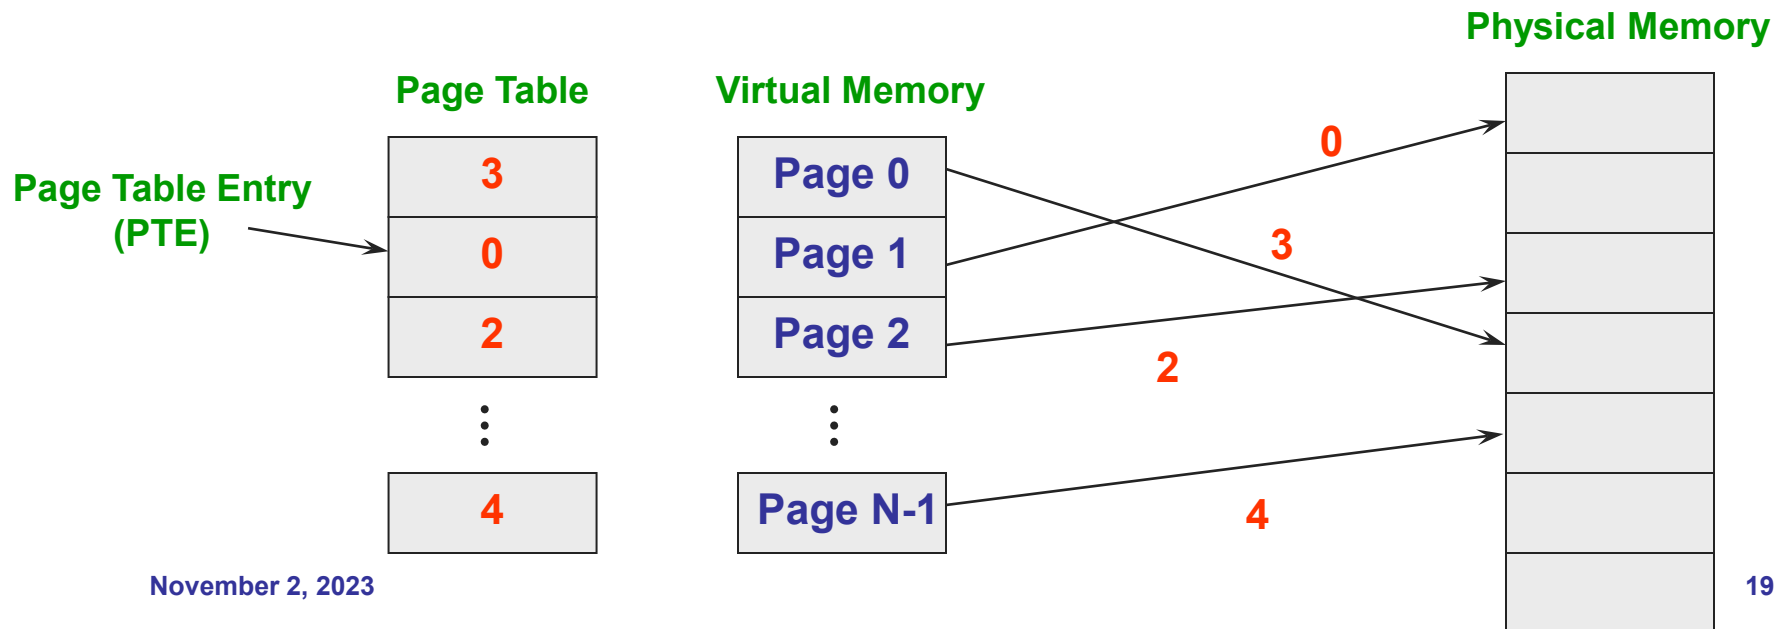 Physical Memory
Page Table
Virtual Memory
Page Table Entry
(PTE)
3
0
2
4
Page 0
Page 1
Page 2
Page N-1
0
3
2
4
November 2, 2023
19